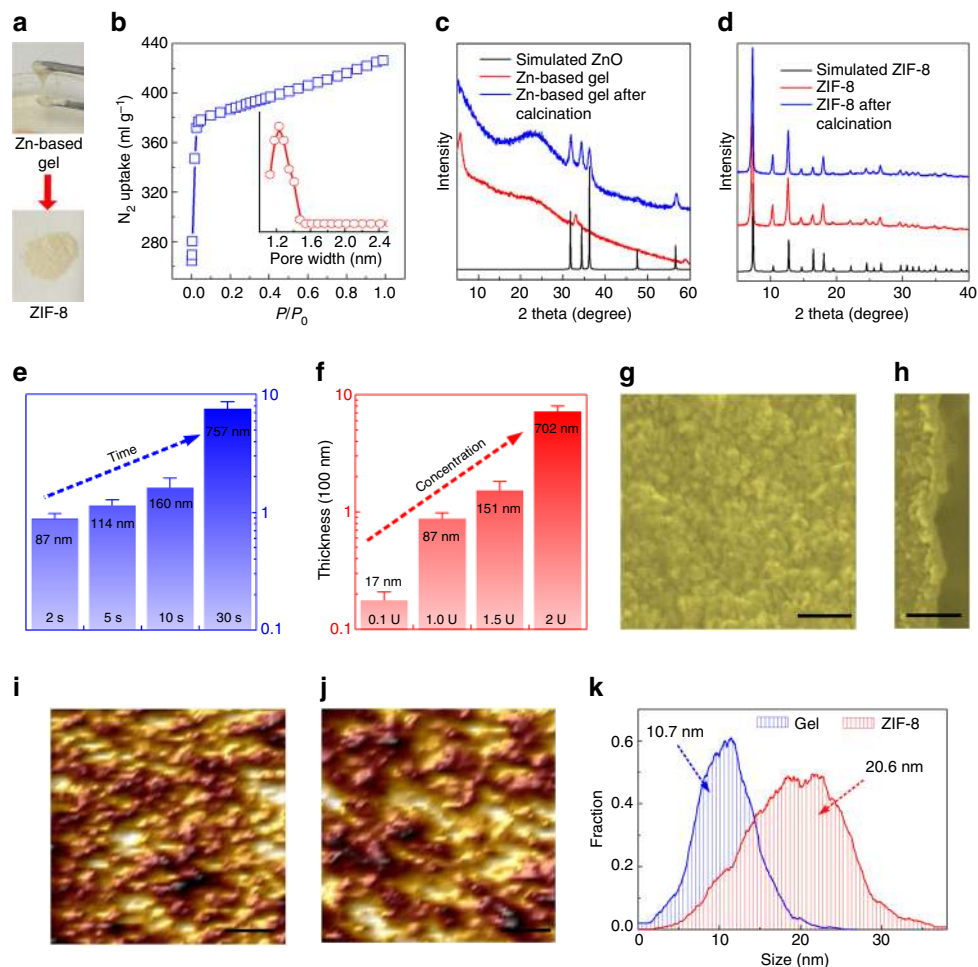 a
Zn-based
gel
ZIF-8
b
440
400
360
320
280
N₂ uptake (ml g⁻¹)
0.0 0.2 0.4 0.6 0.8 1.0
P/P₀
1.2 1.6 2.0 2.4
Pore width (nm)
c
Simulated ZnO
Zn-based gel
Zn-based gel after
calcination
Intensity
10 20 30 40 50 60
2 theta (degree)
d
Simulated ZIF-8
ZIF-8
ZIF-8 after
calcination
Intensity
10 20 30 40
2 theta (degree)
e
Time
87 nm
114 nm
160 nm
757 nm
2 s
5 s
10 s
30 s
10
1
0.1
f
Thickness (100 nm)
10
1
0.1
Concentration
17 nm
87 nm
151 nm
702 nm
0.1 U
1.0 U
1.5 U
2 U
g
h
i
j
k
Gel
ZIF-8
10.7 nm
20.6 nm
0.6
0.4
0.2
0.0
Fraction
0 10 20 30
Size (nm)